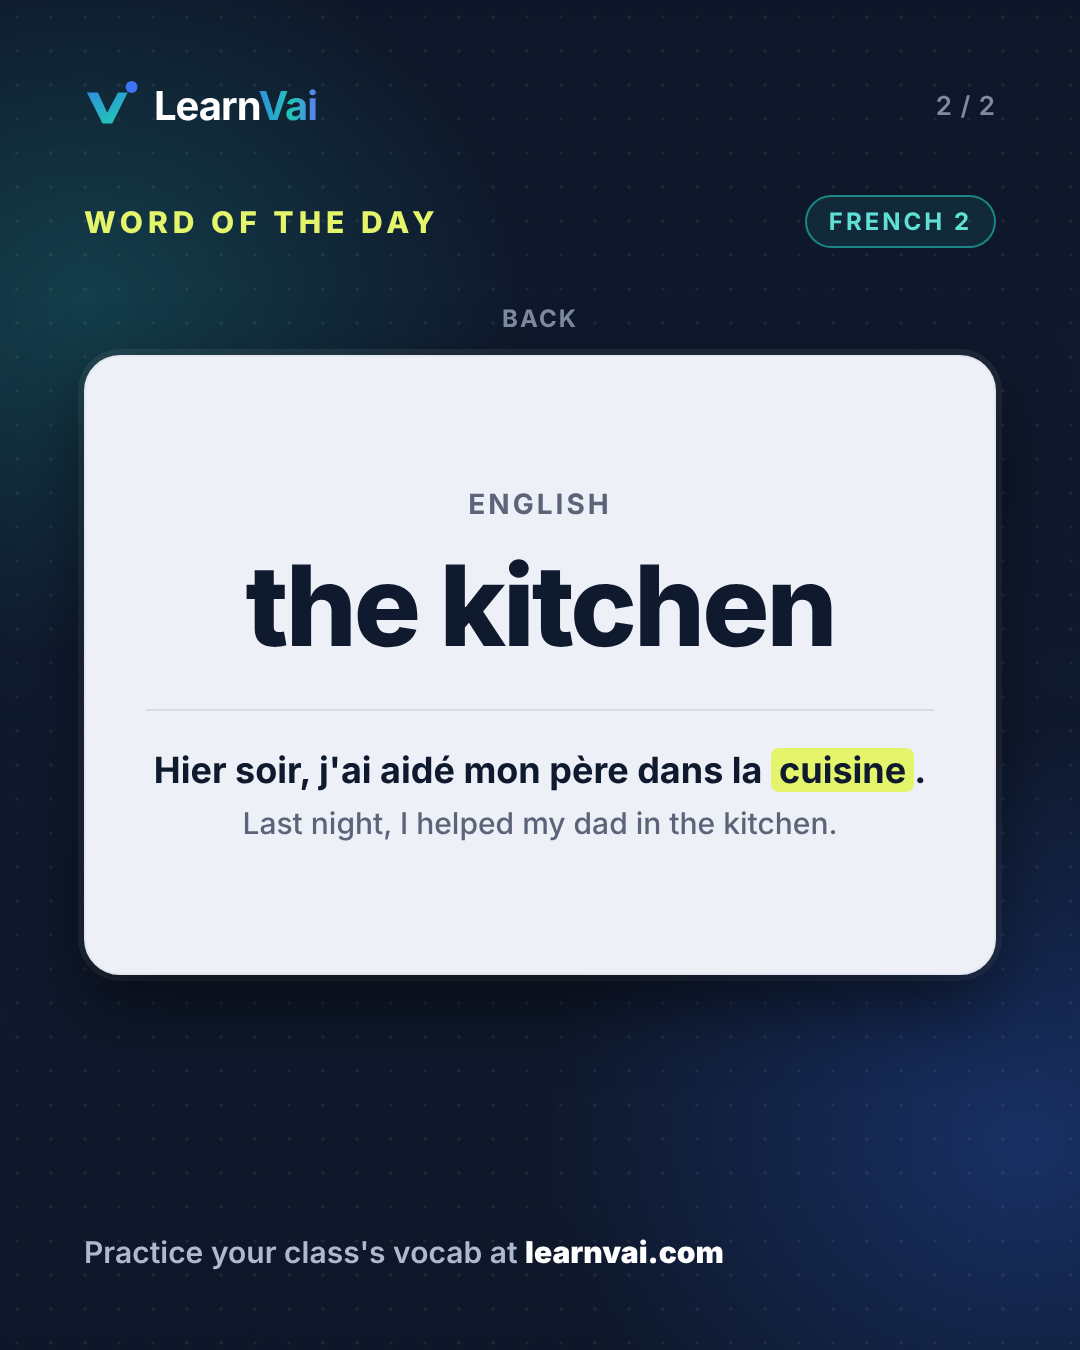 LearnVai
2 / 2
WORD OF THE DAY
FRENCH 2
BACK
ENGLISH
the kitchen
Hier soir, j'ai aidé mon père dans la cuisine.
Last night, I helped my dad in the kitchen.
Practice your class's vocab at learnvai.com